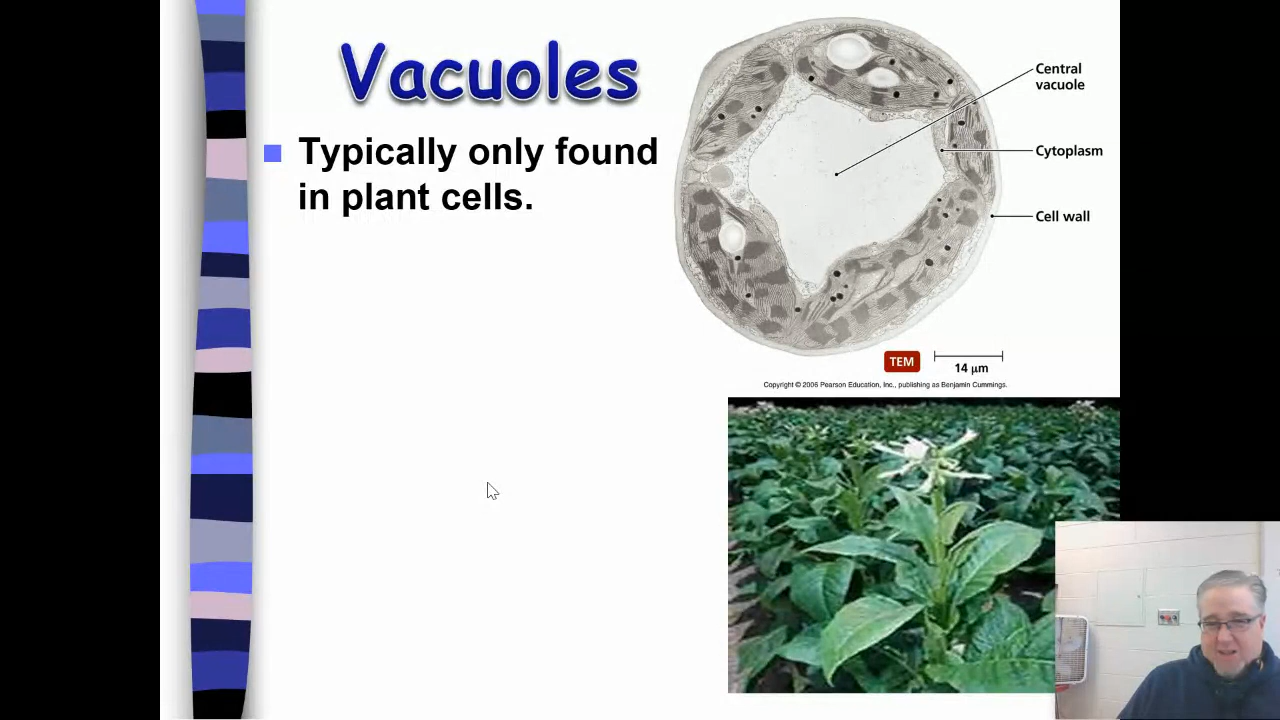 Vacuoles
Typically only found
in plant cells.
Central
vacuole
Cytoplasm
Cell wall
TEM
14 µm
Copyright © 2006 Pearson Education, Inc., publishing as Benjamin Cummings.